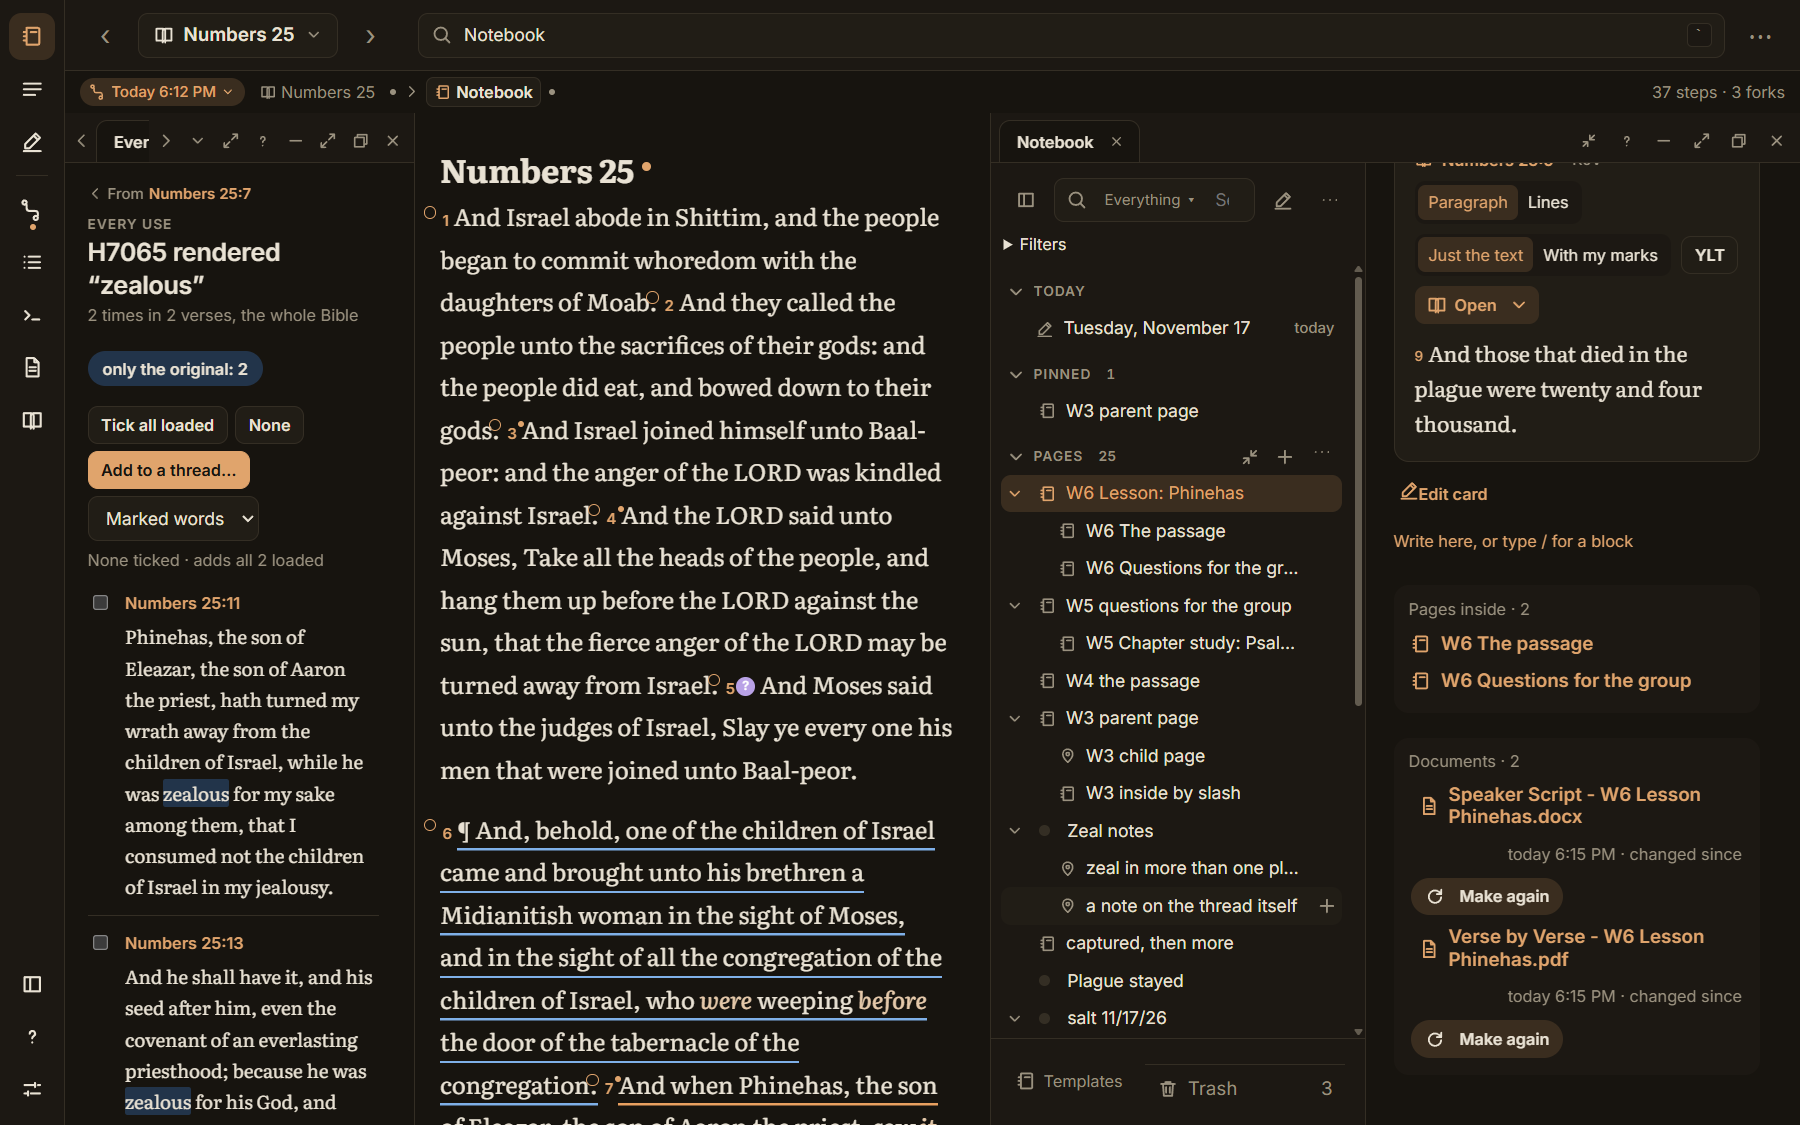 Numbers 25
Notebook
`
Today 6:12 PM
Numbers 25
Notebook
37 steps · 3 forks
Ever
?
From Numbers 25:7
EVERY USE
H7065 rendered
“zealous”
2 times in 2 verses, the whole Bible
only the original: 2
Tick all loaded
None
Add to a thread...
Marked words
None ticked · adds all 2 loaded
Numbers 25:11
Phinehas, the son of
Eleazar, the son of Aaron
the priest, hath turned my
wrath away from the
children of Israel, while he
was zealous for my sake
among them, that I
consumed not the children
of Israel in my jealousy.
Numbers 25:13
And he shall have it, and his
seed after him, even the
covenant of an everlasting
priesthood; because he was
zealous for his God, and
Numbers 25
1 And Israel abode in Shittim, and the people
began to commit whoredom with the
daughters of Moab. 2 And they called the
people unto the sacrifices of their gods: and
the people did eat, and bowed down to their
gods. 3 And Israel joined himself unto Baal-
peor: and the anger of the LORD was kindled
against Israel. 4 And the LORD said unto
Moses, Take all the heads of the people, and
hang them up before the LORD against the
sun, that the fierce anger of the LORD may be
turned away from Israel. 5 ? And Moses said
unto the judges of Israel, Slay ye every one his
men that were joined unto Baal-peor.
6 ¶ And, behold, one of the children of Israel
came and brought unto his brethren a
Midianitish woman in the sight of Moses,
and in the sight of all the congregation of the
children of Israel, who were weeping before
the door of the tabernacle of the
congregation. 7 And when Phinehas, the son
of Eleazar, the son of Aaron the priest, saw it,
Notebook
?
Everything
Filters
TODAY
Tuesday, November 17 today
PINNED 1
W3 parent page
PAGES 25
W6 Lesson: Phinehas
W6 The passage
W6 Questions for the gr...
W5 questions for the group
W5 Chapter study: Psal...
W4 the passage
W3 parent page
W3 child page
W3 inside by slash
Zeal notes
zeal in more than one pl...
a note on the thread itself
captured, then more
Plague stayed
salt 11/17/26
Templates
Trash 3
Paragraph Lines
Just the text With my marks YLT
Open
9 And those that died in the
plague were twenty and four
thousand.
Edit card
Write here, or type / for a block
Pages inside · 2
W6 The passage
W6 Questions for the group
Documents · 2
Speaker Script - W6 Lesson
Phinehas.docx
today 6:15 PM · changed since
Make again
Verse by Verse - W6 Lesson
Phinehas.pdf
today 6:15 PM · changed since
Make again
?